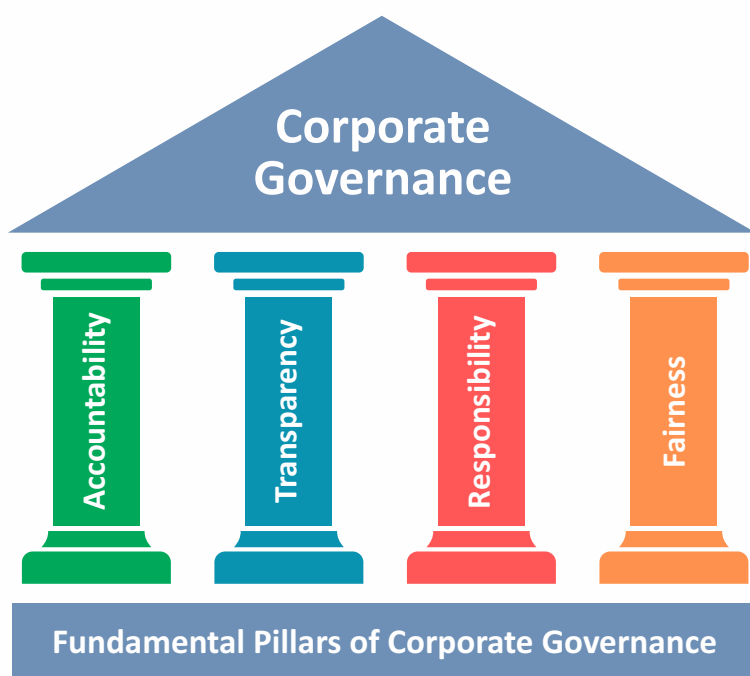 Corporate
Governance
Accountability
Transparency
Responsibility
Fairness
Fundamental Pillars of Corporate Governance